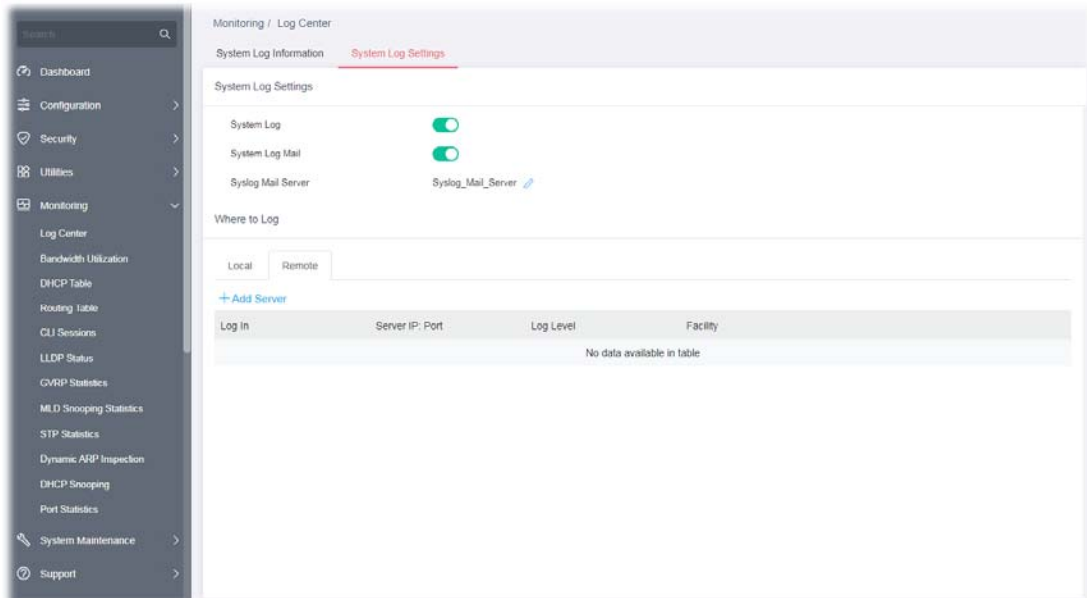 Search
Dashboard
Configuration
Security
Utilities
Monitoring
Log Center
Bandwidth Utilization
DHCP Table
Routing Table
CLI Sessions
LLDP Status
GVRP Statistics
MLD Snooping Statistics
STP Statistics
Dynamic ARP Inspection
DHCP Snooping
Port Statistics
System Maintenance
Support
Monitoring / Log Center
System Log Information System Log Settings
System Log Settings
System Log
System Log Mail
Syslog Mail Server Syslog_Mail_Server
Where to Log
Local Remote
+Add Server
Log In Server IP: Port Log Level Facility
No data available in table